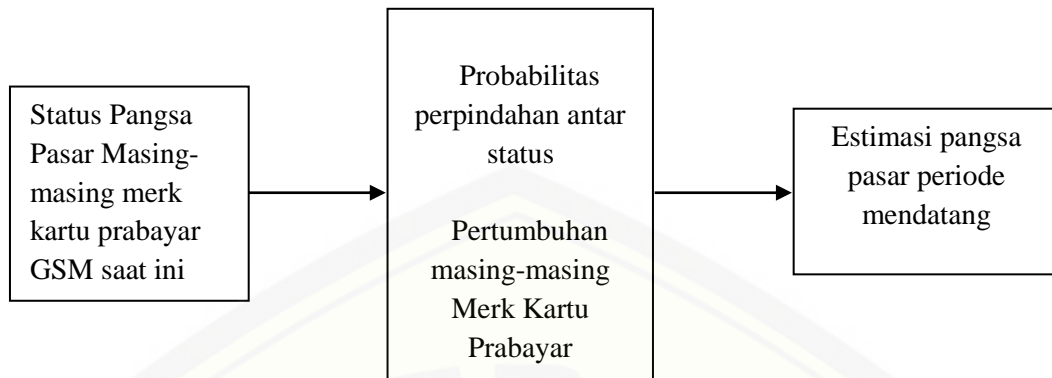 Status Pangsa
Pasar Masing-
masing merk
kartu prabayar
GSM saat ini
Probabilitas
perpindahan antar
status
Pertumbuhan
masing-masing
Merk Kartu
Prabayar
Estimasi pangsa
pasar periode
mendatang